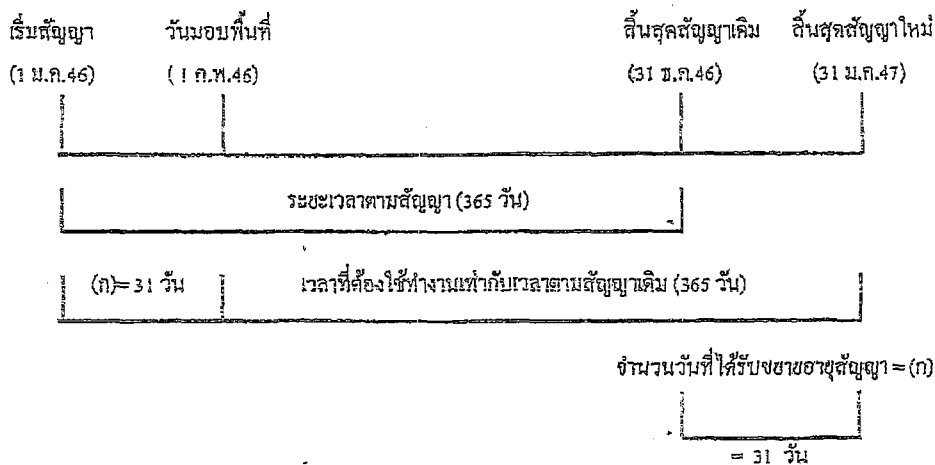 เริ่มสัญญา วันมอบพื้นที่ สิ้นสุดสัญญาเดิม สิ้นสุดสัญญาใหม่
(1 ม.ค.46) (1 ก.พ.46) (31 ธ.ค.46) (31 ม.ค.47)
ระยะเวลาตามสัญญา (365 วัน)
(ก)= 31 วัน เวลาที่ต้องใช้ทำงานเท่ากับเวลาตามสัญญาเดิม (365 วัน)
จำนวนวันที่ได้รับขยายอายุสัญญา = (ก)
= 31 วัน